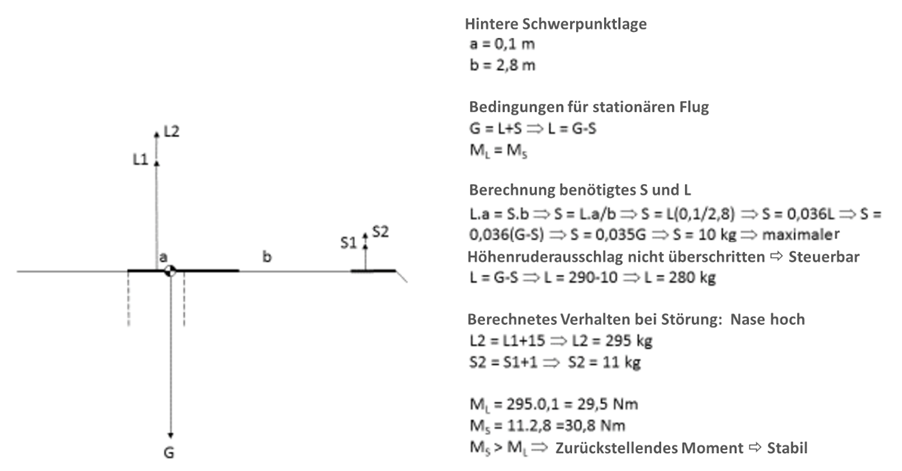 Hintere Schwerpunktlage
a = 0,1 m
b = 2,8 m
Bedingungen für stationären Flug
G = L+S ⇒ L = G-S
M_L = M_S
Berechnung benötigtes S und L
L.a = S.b ⇒ S = L.a/b ⇒ S = L(0,1/2,8) ⇒ S = 0,036L ⇒ S =
0,036(G-S) ⇒ S = 0,035G ⇒ S = 10 kg ⇒ maximaler
Höhenruderausschlag nicht überschritten ⇨ Steuerbar
L = G-S ⇒ L = 290-10 ⇒ L = 280 kg
Berechnetes Verhalten bei Störung: Nase hoch
L2 = L1+15 ⇒ L2 = 295 kg
S2 = S1+1 ⇒ S2 = 11 kg
M_L = 295.0,1 = 29,5 Nm
M_S = 11.2,8 =30,8 Nm
M_S > M_L ⇒ Zurückstellendes Moment ⇨ Stabil
L2
L1
S2
S1
a
b
G